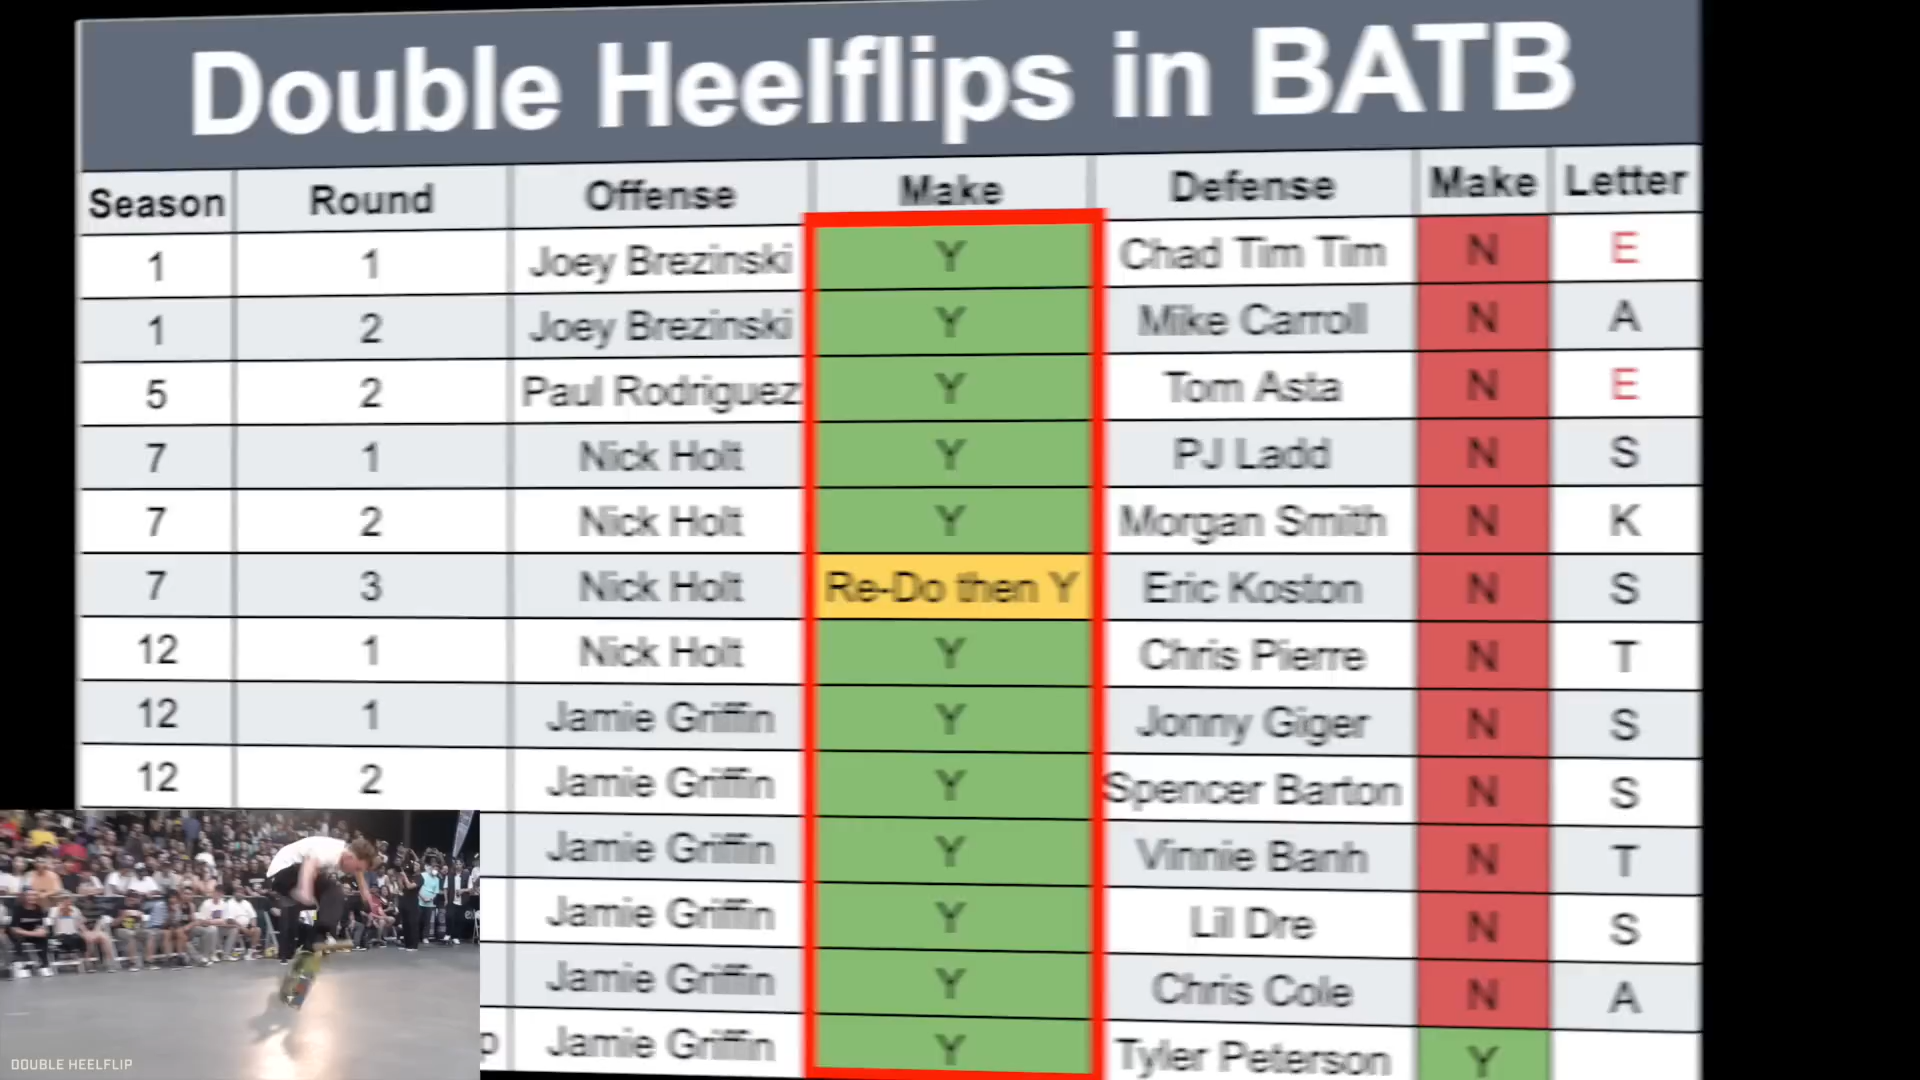 Double Heelflips in BATB
Season Round Offense Make Defense Make Letter
1 1 Joey Brezinski Y Chad Tim Tim N E
1 2 Joey Brezinski Y Mike Carroll N A
5 2 Paul Rodriguez Y Tom Asta N E
7 1 Nick Holt Y PJ Ladd N S
7 2 Nick Holt Y Morgan Smith N K
7 3 Nick Holt Re-Do then Y Eric Koston N S
12 1 Nick Holt Y Chris Pierre N T
12 1 Jamie Griffin Y Jonny Giger N S
12 2 Jamie Griffin Y Spencer Barton N S
Jamie Griffin Y Vinnie Banh N T
Jamie Griffin Y Lil Dre N S
Jamie Griffin Y Chris Cole N A
p Jamie Griffin Y Tyler Peterson Y
DOUBLE HEELFLIP